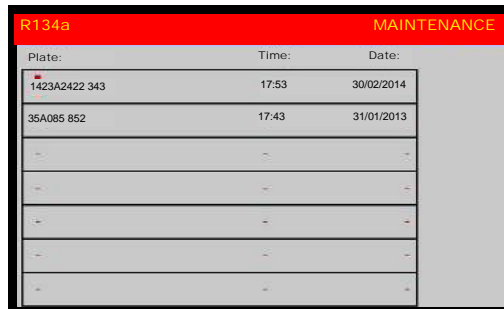 R134a MAINTENANCE
Plate: Time: Date:
1423A2422 343 17:53 30/02/2014
35A085 852 17:43 31/01/2013
- - -
- - -
- - -
- - -
- - -